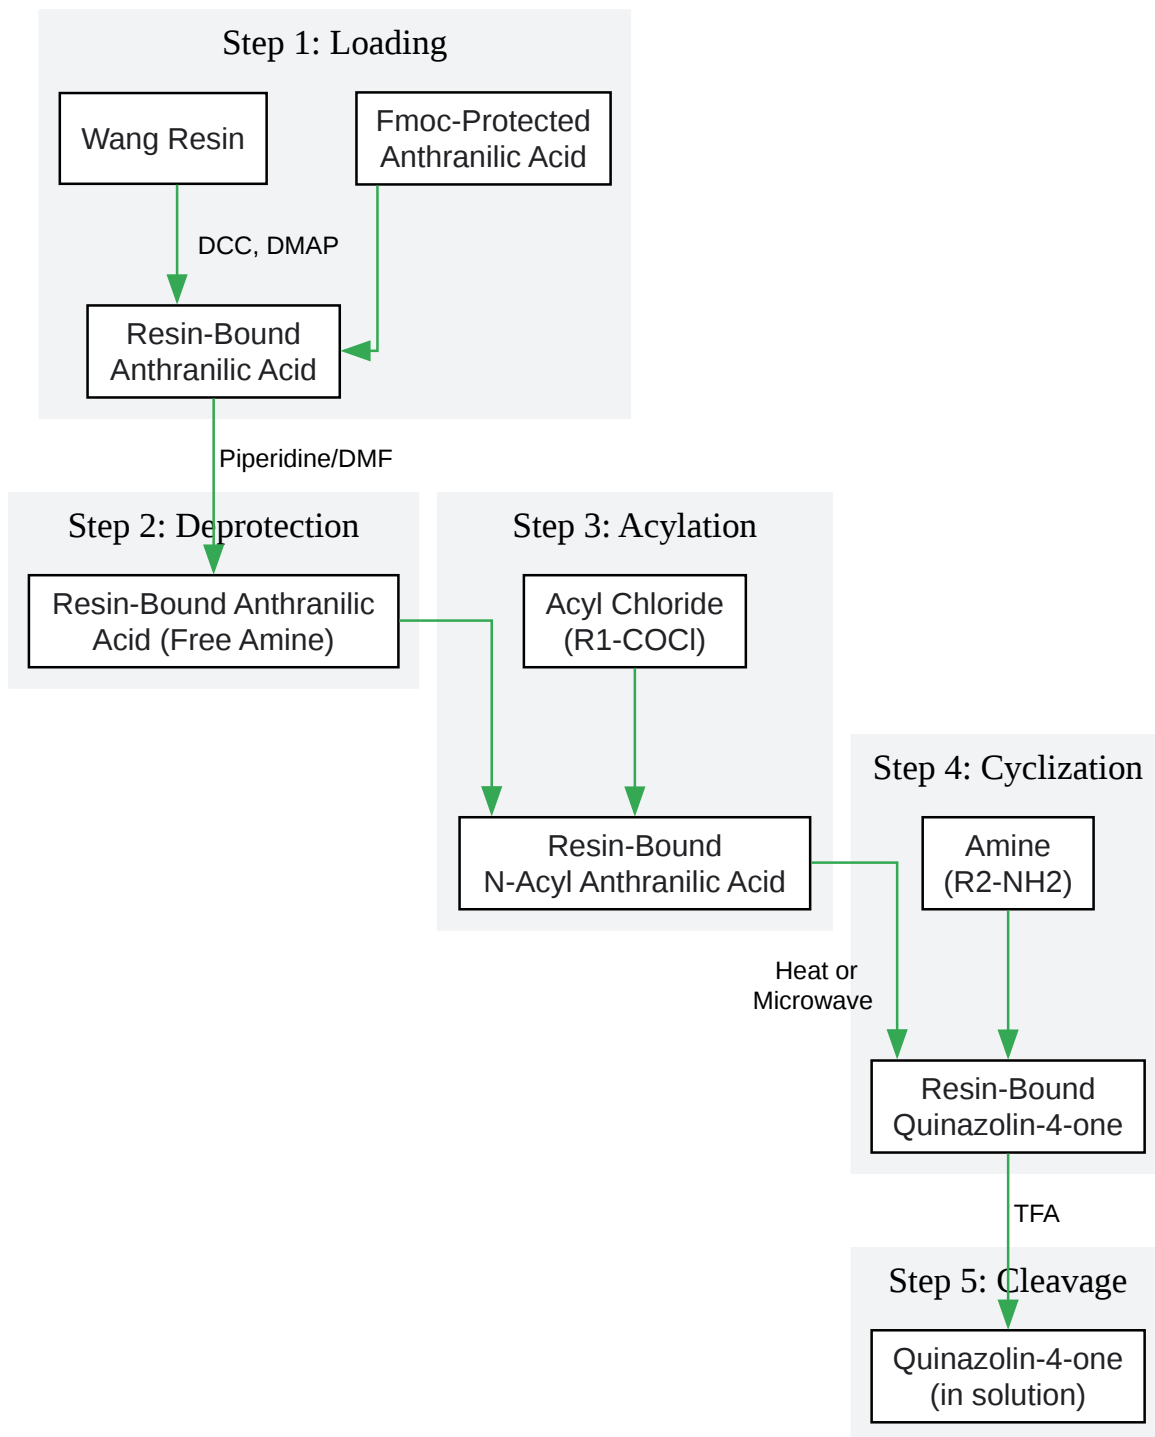 Step 1: Loading
Wang Resin
Fmoc-Protected
Anthranilic Acid
DCC, DMAP
Resin-Bound
Anthranilic Acid
Piperidine/DMF
Step 2: Deprotection
Resin-Bound Anthranilic
Acid (Free Amine)
Step 3: Acylation
Acyl Chloride
(R1-COCl)
Resin-Bound
N-Acyl Anthranilic Acid
Step 4: Cyclization
Amine
(R2-NH2)
Heat or
Microwave
Resin-Bound
Quinazolin-4-one
TFA
Step 5: Cleavage
Quinazolin-4-one
(in solution)